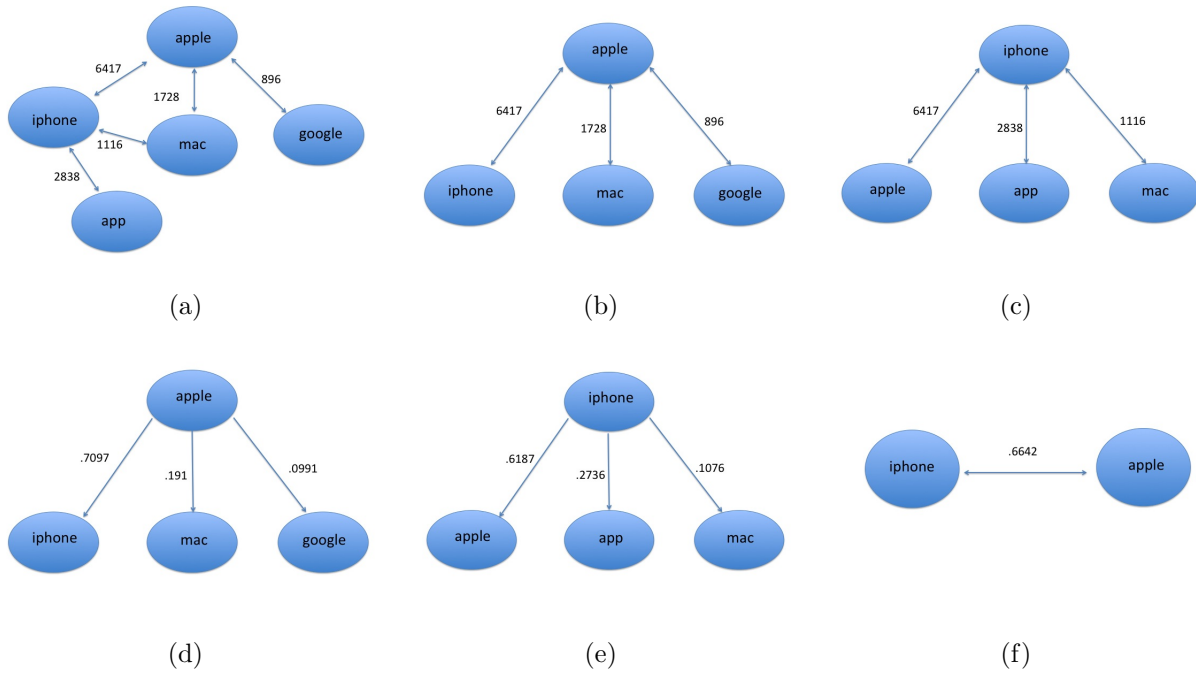 apple
6417
896
1728
iphone
google
1116
mac
2838
app
(a)
apple
6417
1728
896
iphone
mac
google
(b)
iphone
6417
2838
1116
apple
app
mac
(c)
apple
.7097
.191
.0991
iphone
mac
google
(d)
iphone
.6187
.2736
.1076
apple
app
mac
(e)
.6642
iphone
apple
(f)